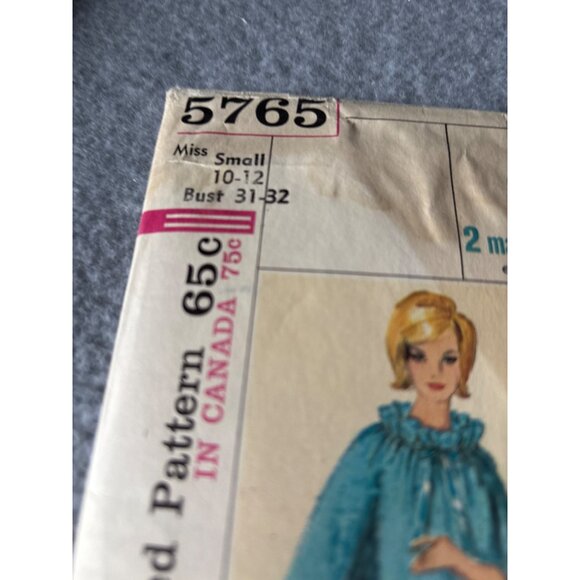 5765
Miss Small
10-12
Bust 31-32
2
Pattern 65c
IN CANADA 75c